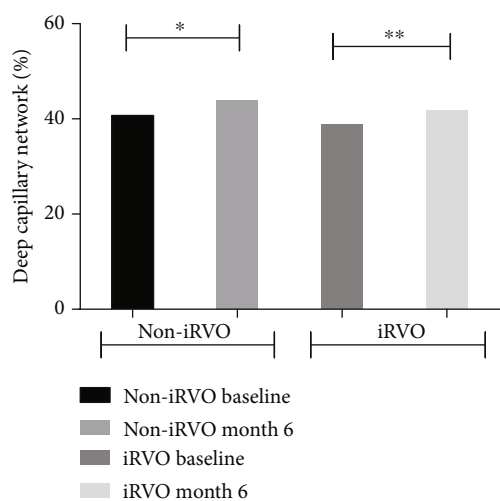 Deep capillary network (%)
60
40
20
0
*
**
Non-iRVO
iRVO
Non-iRVO baseline
Non-iRVO month 6
iRVO baseline
iRVO month 6